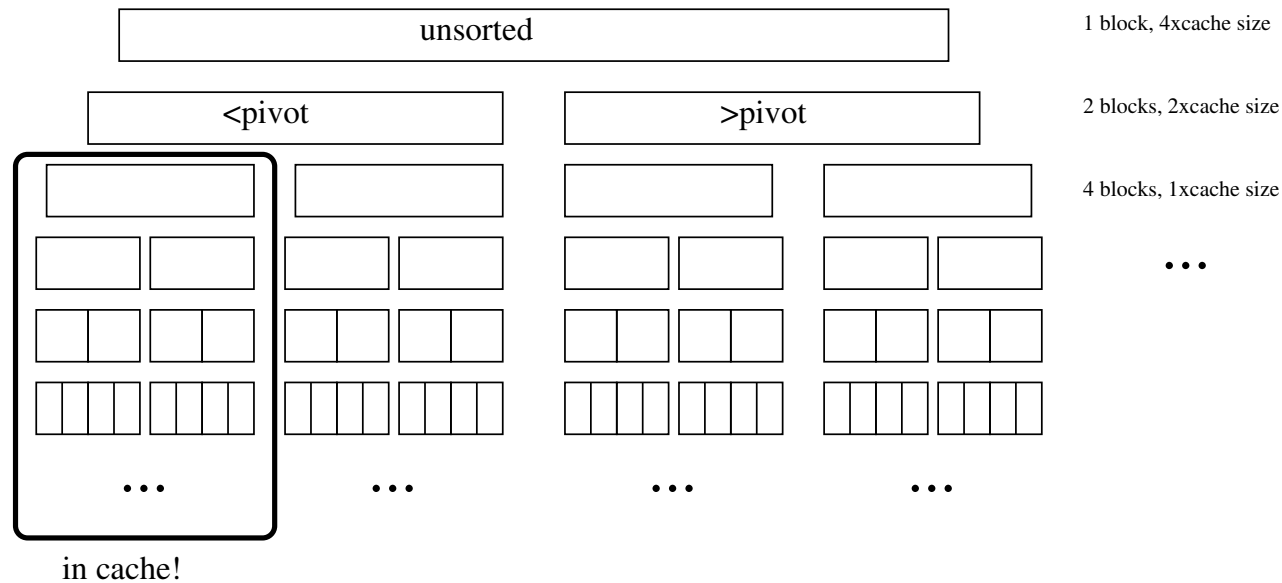 unsorted
1 block, 4xcache size
<pivot
>pivot
2 blocks, 2xcache size
4 blocks, 1xcache size
...
... ... ... ...
in cache!